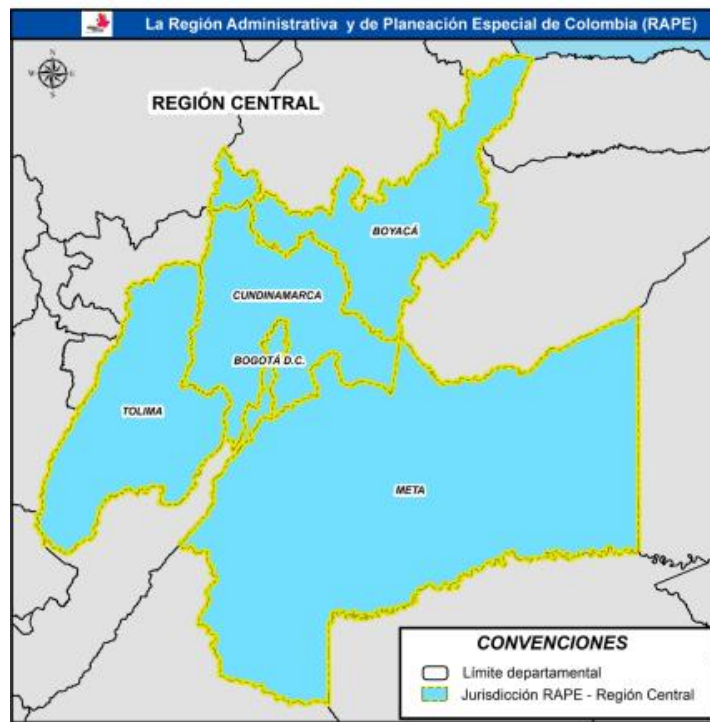 La Región Administrativa y de Planeación Especial de Colombia (RAPE)
N
W
E
S
REGIÓN CENTRAL
BOYACÁ
CUNDINAMARCA
BOGOTÁ D.C.
TOLIMA
META
CONVENCIONES
Límite departamental
Jurisdicción RAPE - Región Central